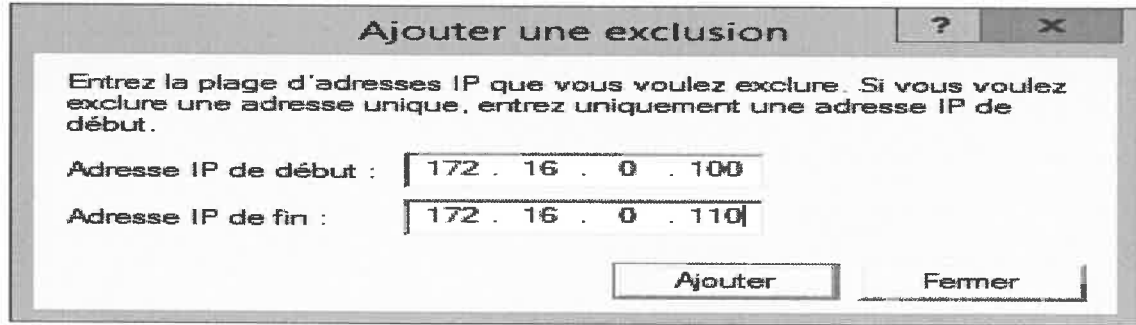 Ajouter une exclusion
?
Entrez la plage d'adresses IP que vous voulez exclure. Si vous voulez
exclure une adresse unique, entrez uniquement une adresse IP de
début.
Adresse IP de début : 172 . 16 . 0 . 100
Adresse IP de fin : 172 . 16 . 0 . 110
Ajouter Fermer